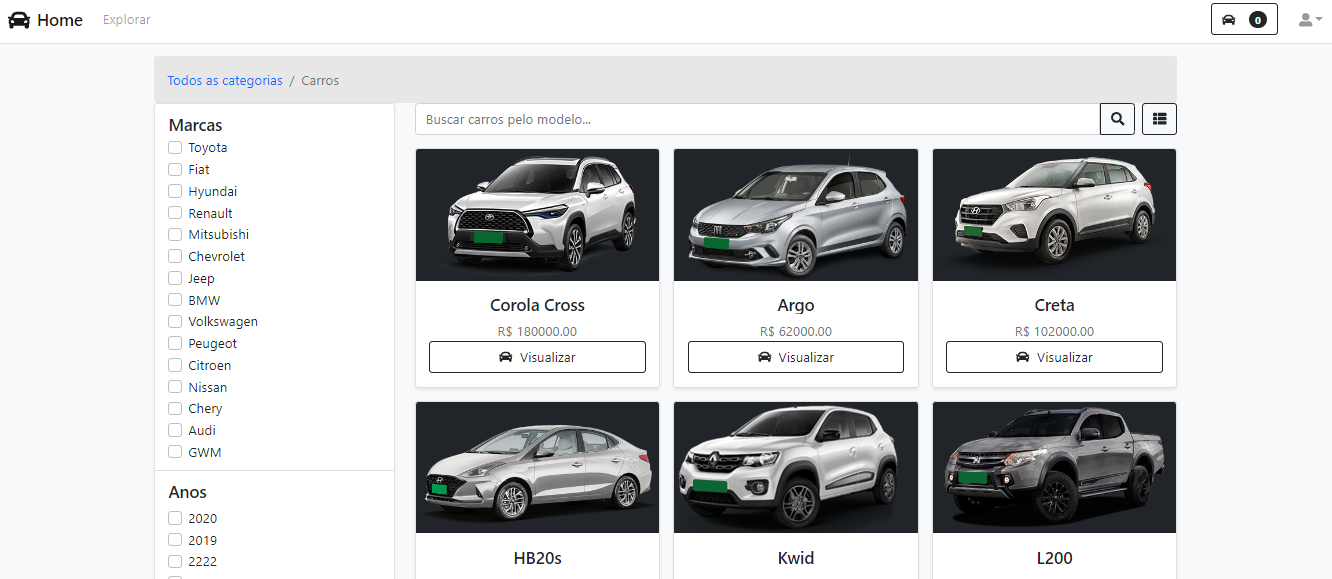 Home
Explorar
0
Todos as categorias / Carros
Marcas
Toyota
Fiat
Hyundai
Renault
Mitsubishi
Chevrolet
Jeep
BMW
Volkswagen
Peugeot
Citroen
Nissan
Chery
Audi
GWM
Anos
2020
2019
2222
Buscar carros pelo modelo...
Corola Cross
R$ 180000.00
Visualizar
Argo
R$ 62000.00
Visualizar
Creta
R$ 102000.00
Visualizar
HB20s
Kwid
L200